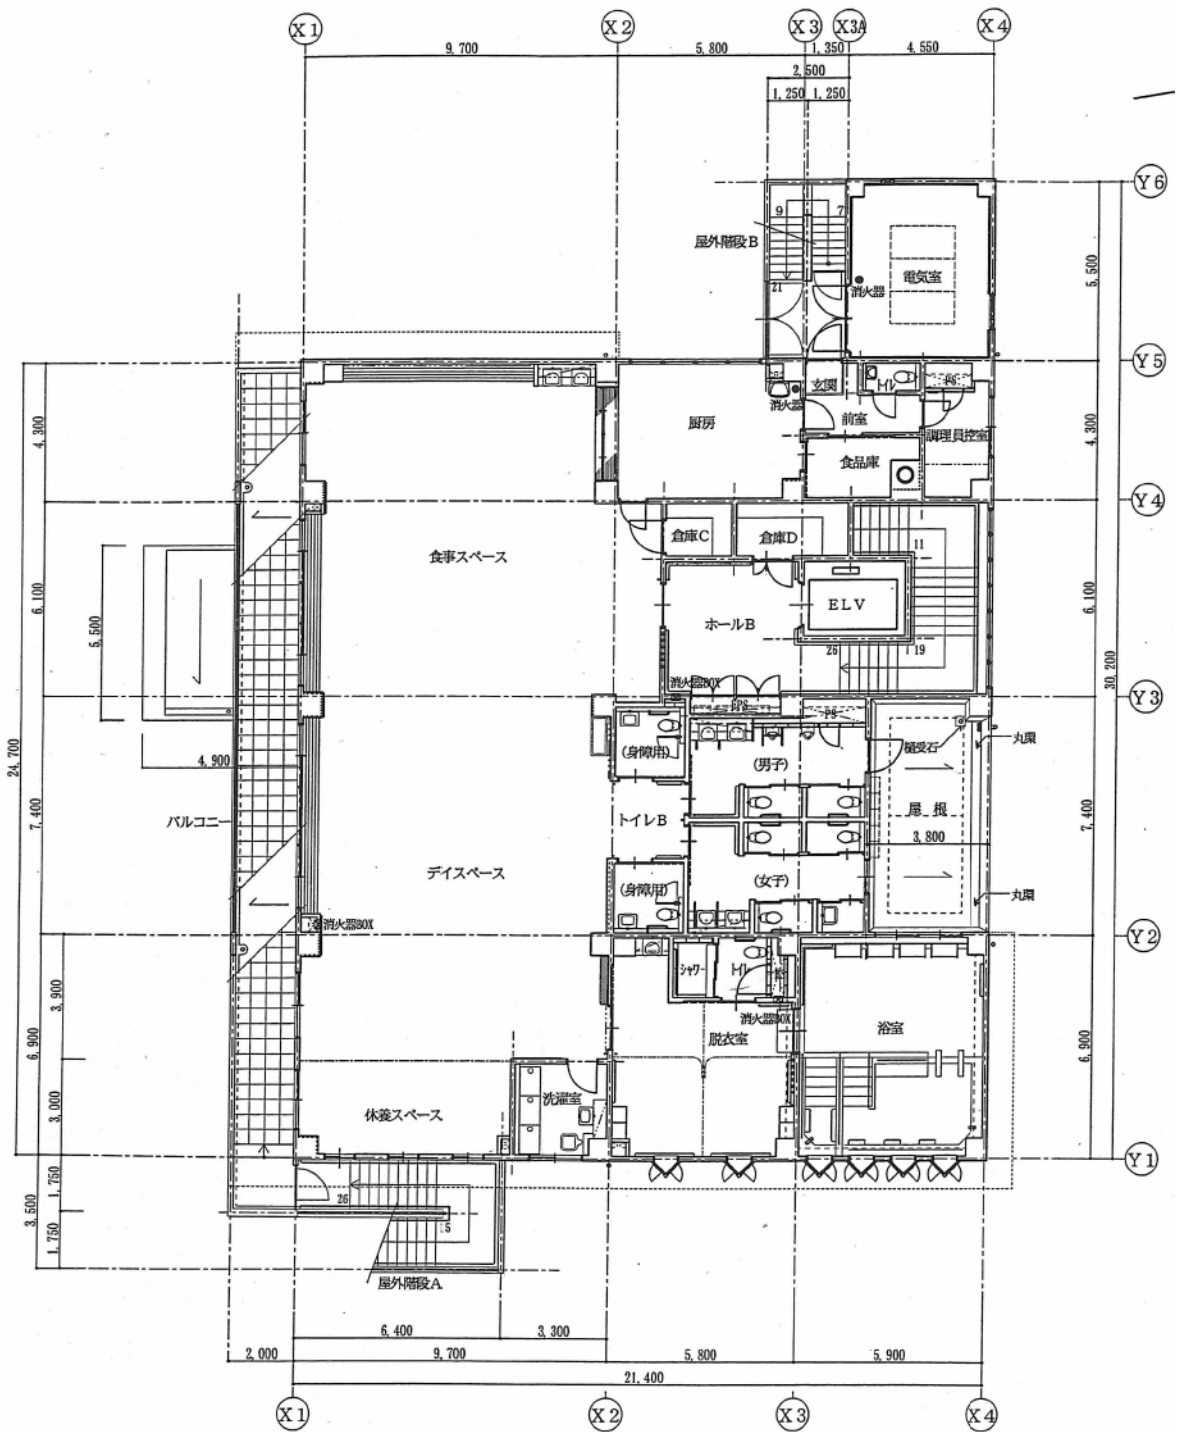 X1
X2
X3
X3A
X4
9,700
5,800
1,350
4,550
2,500
1,250
1,250
Y6
9
7
屋外階段B
21
消火器
電気室
5,500
Y5
玄関
トイレ
PS
消火器
前室
厨房
調理員控室
食品庫
4,300
4,300
Y4
倉庫C
倉庫D
11
食事スペース
ELV
ホールB
6,100
5,500
6,100
26
19
30,200
消火器BOX
EPS
PS
Y3
(身障用)
(男子)
樋受石
丸環
4,900
24,700
7,400
バルコニー
トイレB
屋根
3,800
7,400
デイスペース
(身障用)
(女子)
丸環
消火器BOX
Y2
シャワー
トイレ
PS
3,900
消火器BOX
脱衣室
浴室
6,900
6,900
洗濯室
3,000
休養スペース
Y1
1,750
26
3,500
5
1,750
屋外階段A
6,400
3,300
2,000
9,700
5,800
5,900
21,400
X1
X2
X3
X4